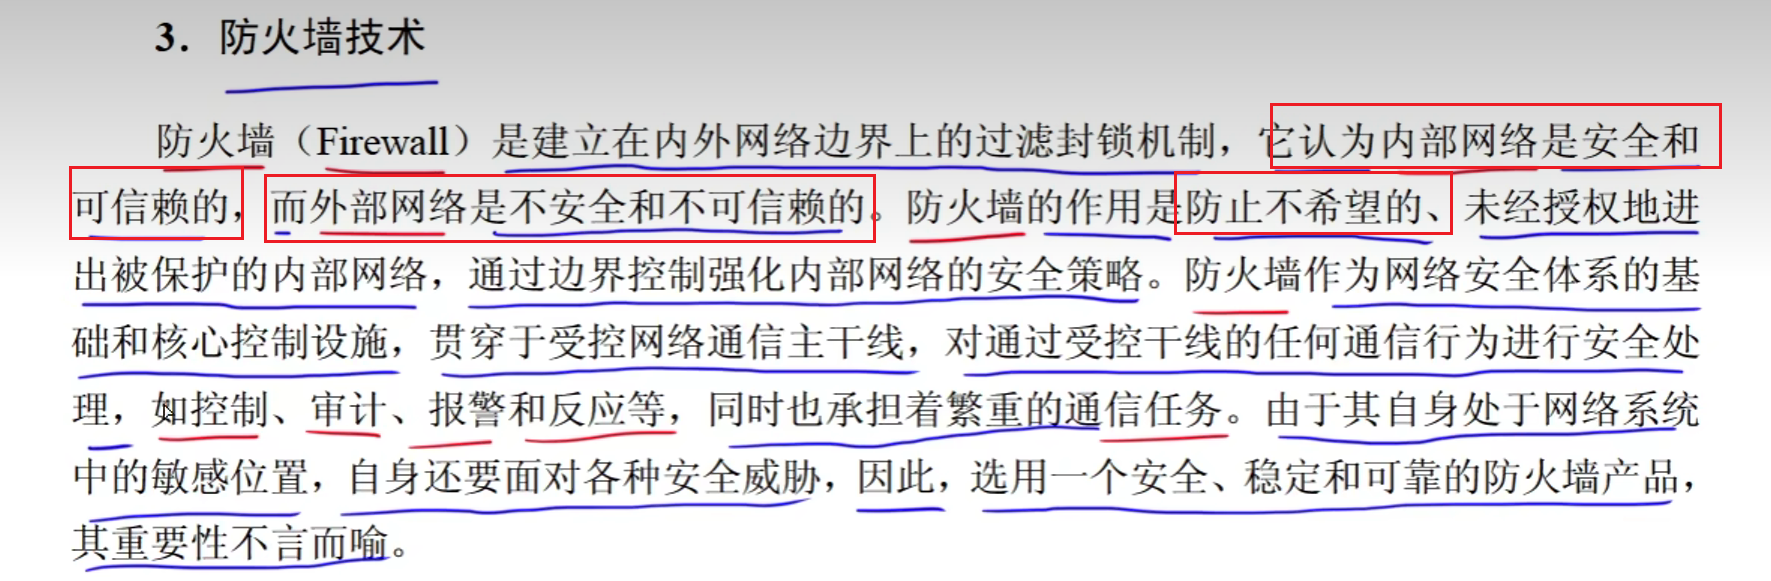 3. 防火墙技术
防火墙（Firewall）是建立在内外网络边界上的过滤封锁机制，它认为内部网络是安全和
可信赖的，而外部网络是不安全和不可信赖的。防火墙的作用是防止不希望的、未经授权地进
出被保护的内部网络，通过边界控制强化内部网络的安全策略。防火墙作为网络安全体系的基
础和核心控制设施，贯穿于受控网络通信主干线，对通过受控干线的任何通信行为进行安全处
理，如控制、审计、报警和反应等，同时也承担着繁重的通信任务。由于其自身处于网络系统
中的敏感位置，自身还要面对各种安全威胁，因此，选用一个安全、稳定和可靠的防火墙产品，
其重要性不言而喻。